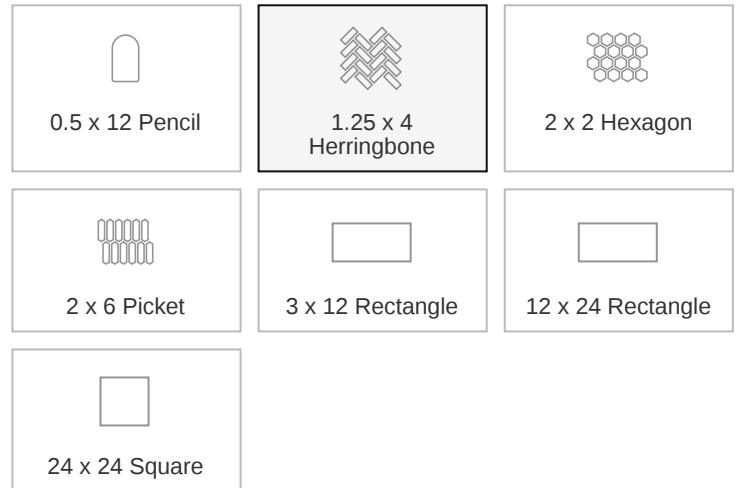 0.5 x 12 Pencil
1.25 x 4
Herringbone
2 x 2 Hexagon
2 x 6 Picket
3 x 12 Rectangle
12 x 24 Rectangle
24 x 24 Square